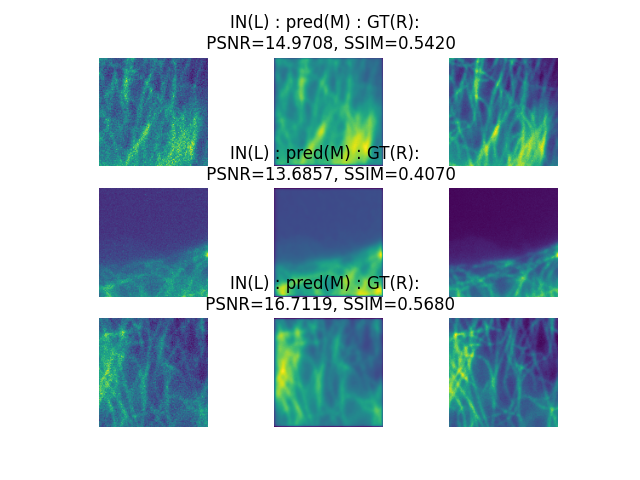 IN(L) : pred(M) : GT(R):
PSNR=14.9708, SSIM=0.5420
IN(L) : pred(M) : GT(R):
PSNR=13.6857, SSIM=0.4070
IN(L) : pred(M) : GT(R):
PSNR=16.7119, SSIM=0.5680